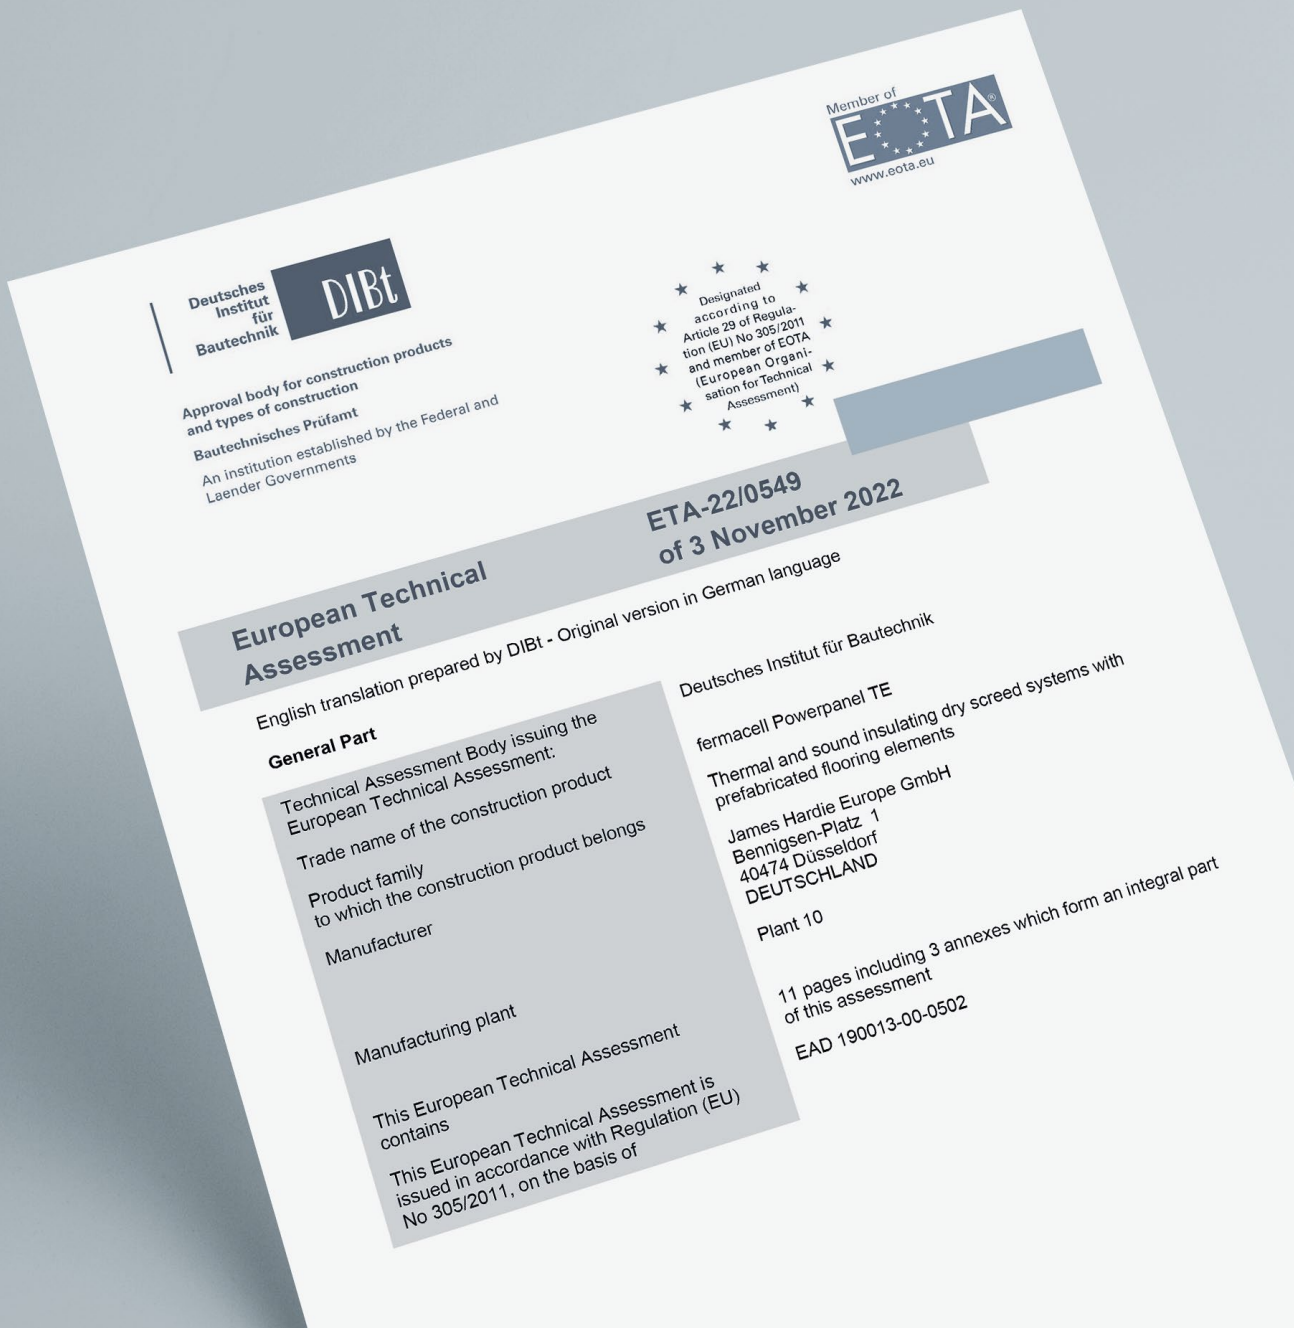 Member of
EOTA®
www.eota.eu
Deutsches
Institut
für
Bautechnik
DIBt
Approval body for construction products
and types of construction
Bautechnisches Prüfamt
An institution established by the Federal and
Laender Governments
Designated
according to
Article 29 of Regula-
tion (EU) No 305/2011
and member of EOTA
(European Organi-
sation for Technical
Assessment)
European Technical
Assessment
ETA-22/0549
of 3 November 2022
English translation prepared by DIBt - Original version in German language
General Part
Technical Assessment Body issuing the
European Technical Assessment:
Deutsches Institut für Bautechnik
Trade name of the construction product
fermacell Powerpanel TE
Product family
to which the construction product belongs
Thermal and sound insulating dry screed systems with
prefabricated flooring elements
Manufacturer
James Hardie Europe GmbH
Bennigsen-Platz 1
40474 Düsseldorf
DEUTSCHLAND
Manufacturing plant
Plant 10
This European Technical Assessment
contains
11 pages including 3 annexes which form an integral part
of this assessment
This European Technical Assessment is
issued in accordance with Regulation (EU)
No 305/2011, on the basis of
EAD 190013-00-0502